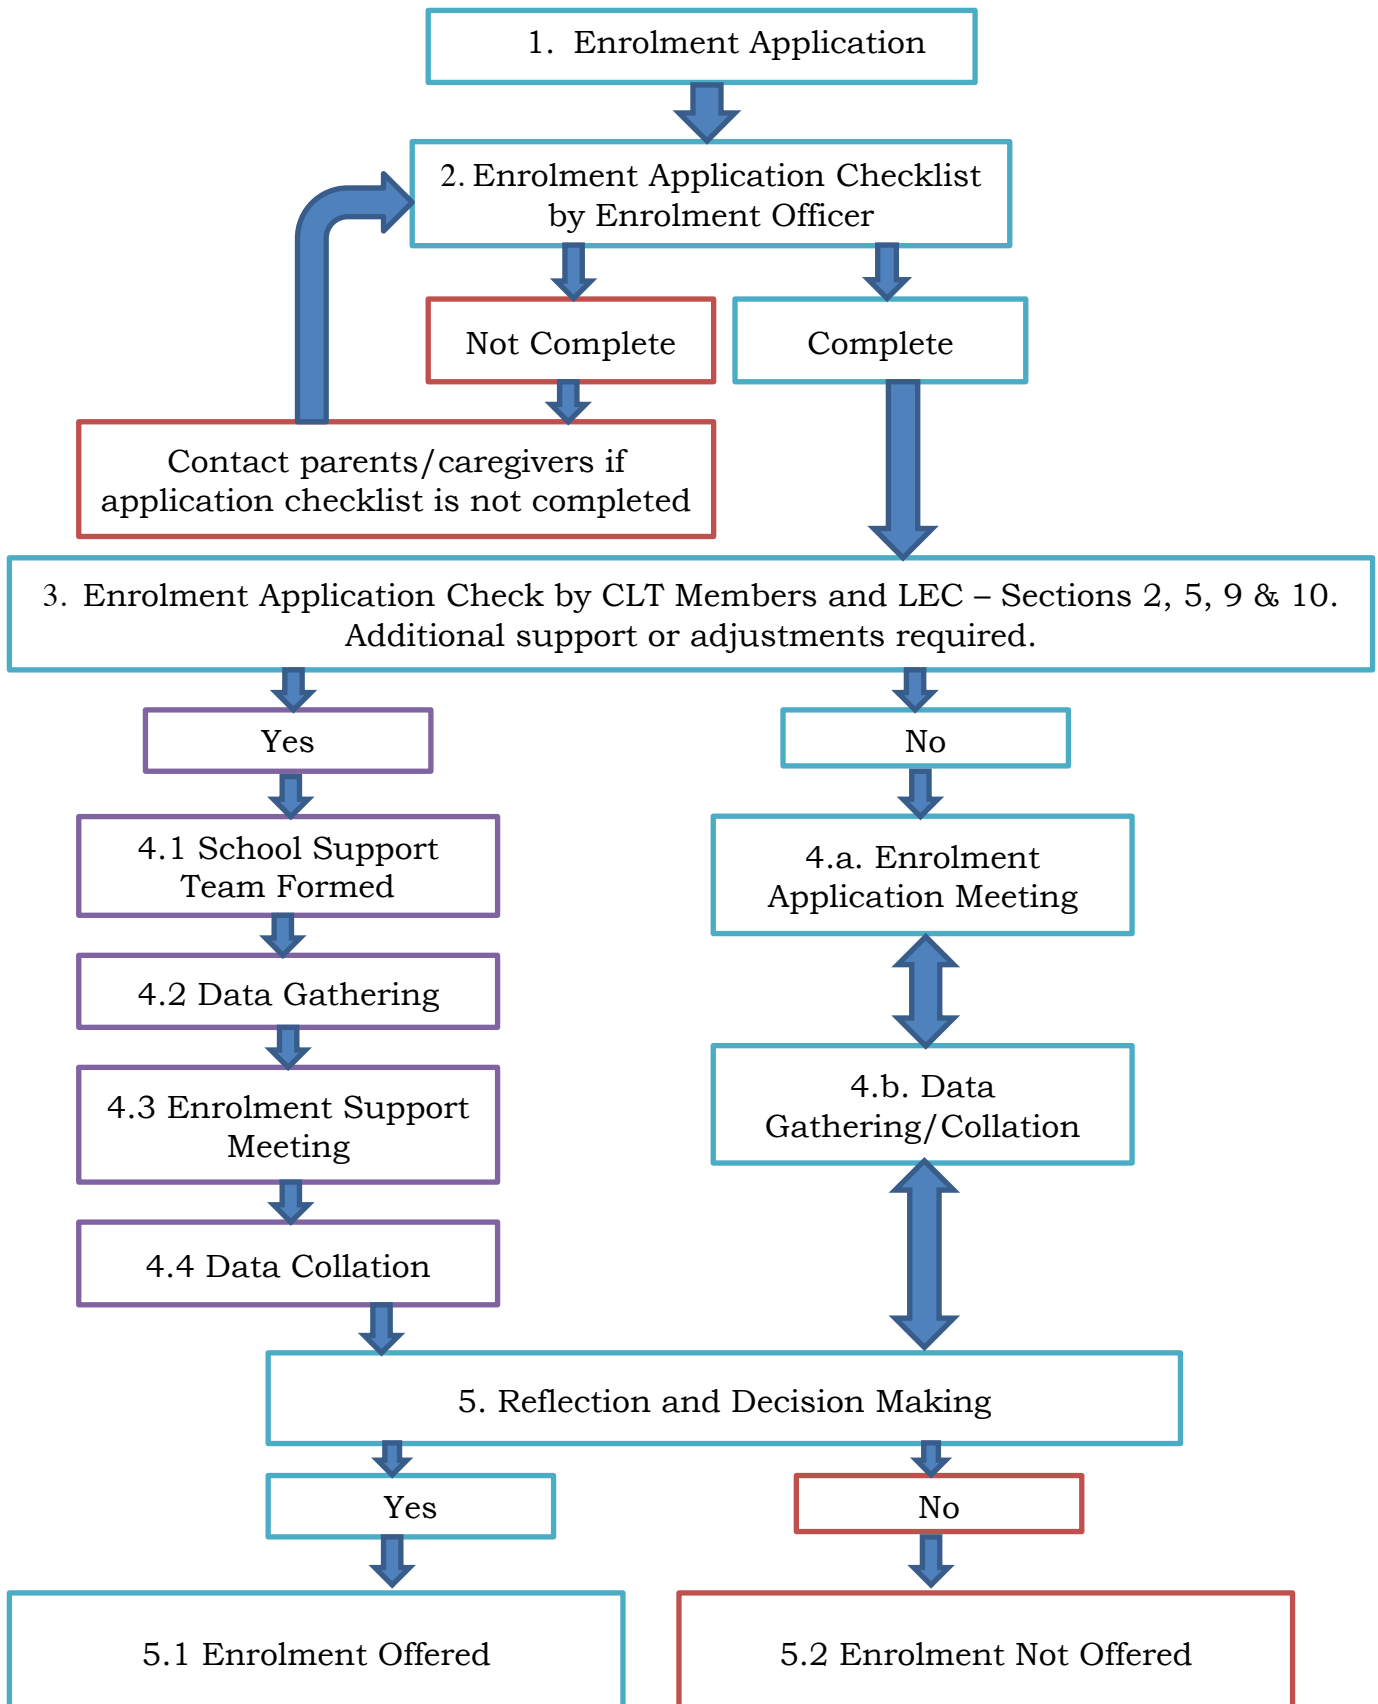 1. Enrolment Application
2. Enrolment Application Checklist
by Enrolment Officer
Not Complete
Complete
Contact parents/caregivers if
application checklist is not completed
3. Enrolment Application Check by CLT Members and LEC – Sections 2, 5, 9 & 10.
Additional support or adjustments required.
Yes
No
4.1 School Support
Team Formed
4.a. Enrolment
Application Meeting
4.2 Data Gathering
4.3 Enrolment Support
Meeting
4.b. Data
Gathering/Collation
4.4 Data Collation
5. Reflection and Decision Making
Yes
No
5.1 Enrolment Offered
5.2 Enrolment Not Offered